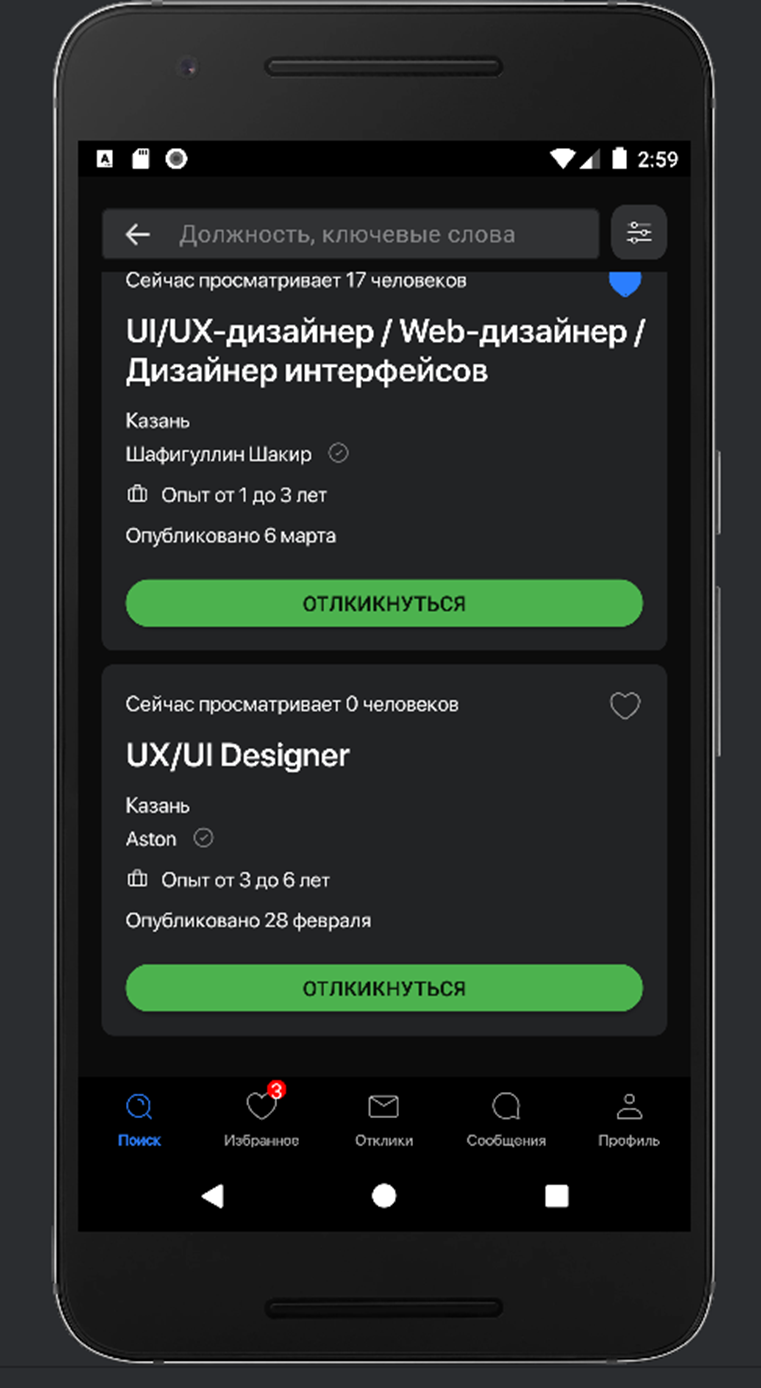 2:59
Должность, ключевые слова
Сейчас просматривает 17 человеков
UI/UX-дизайнер / Web-дизайнер /
Дизайнер интерфейсов
Казань
Шафигуллин Шакир
Опыт от 1 до 3 лет
Опубликовано 6 марта
ОТЛКИКНУТЬСЯ
Сейчас просматривает 0 человеков
UX/UI Designer
Казань
Aston
Опыт от 3 до 6 лет
Опубликовано 28 февраля
ОТЛКИКНУТЬСЯ
3
Поиск Избранное Отклики Сообщения Профиль